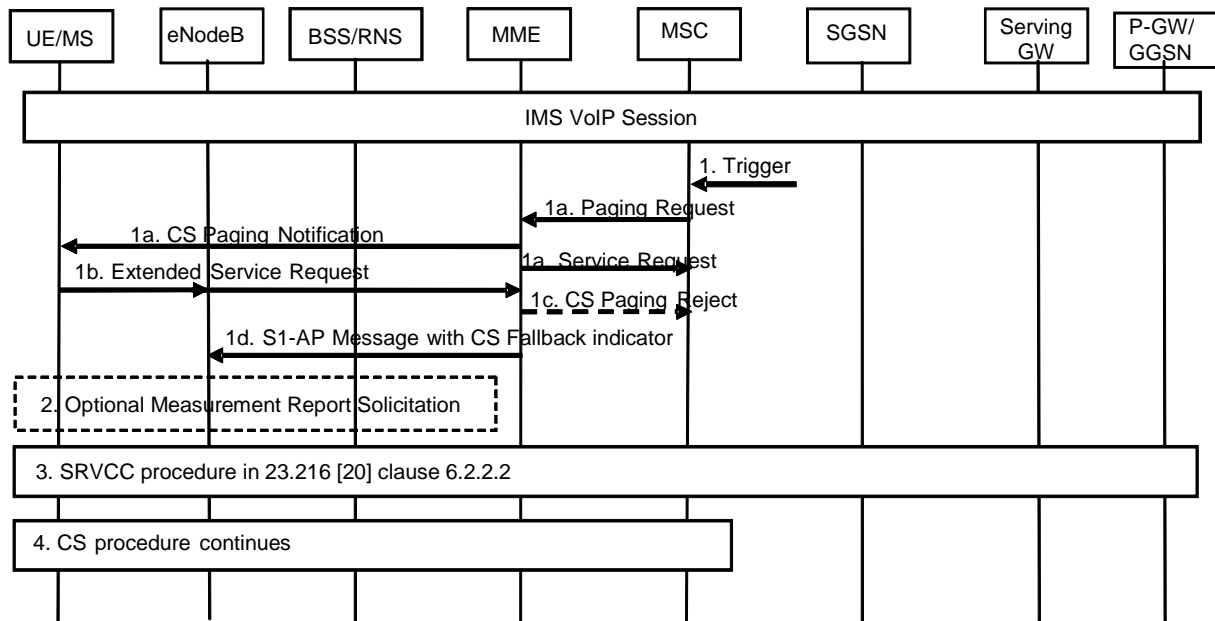 UE/MS
eNodeB
BSS/RNS
MME
MSC
SGSN
Serving
GW
P-GW/
GGSN
IMS VoIP Session
1. Trigger
1a. Paging Request
1a. CS Paging Notification
1a. Service Request
1b. Extended Service Request
1c. CS Paging Reject
1d. S1-AP Message with CS Fallback indicator
2. Optional Measurement Report Solicitation
3. SRVCC procedure in 23.216 [20] clause 6.2.2.2
4. CS procedure continues